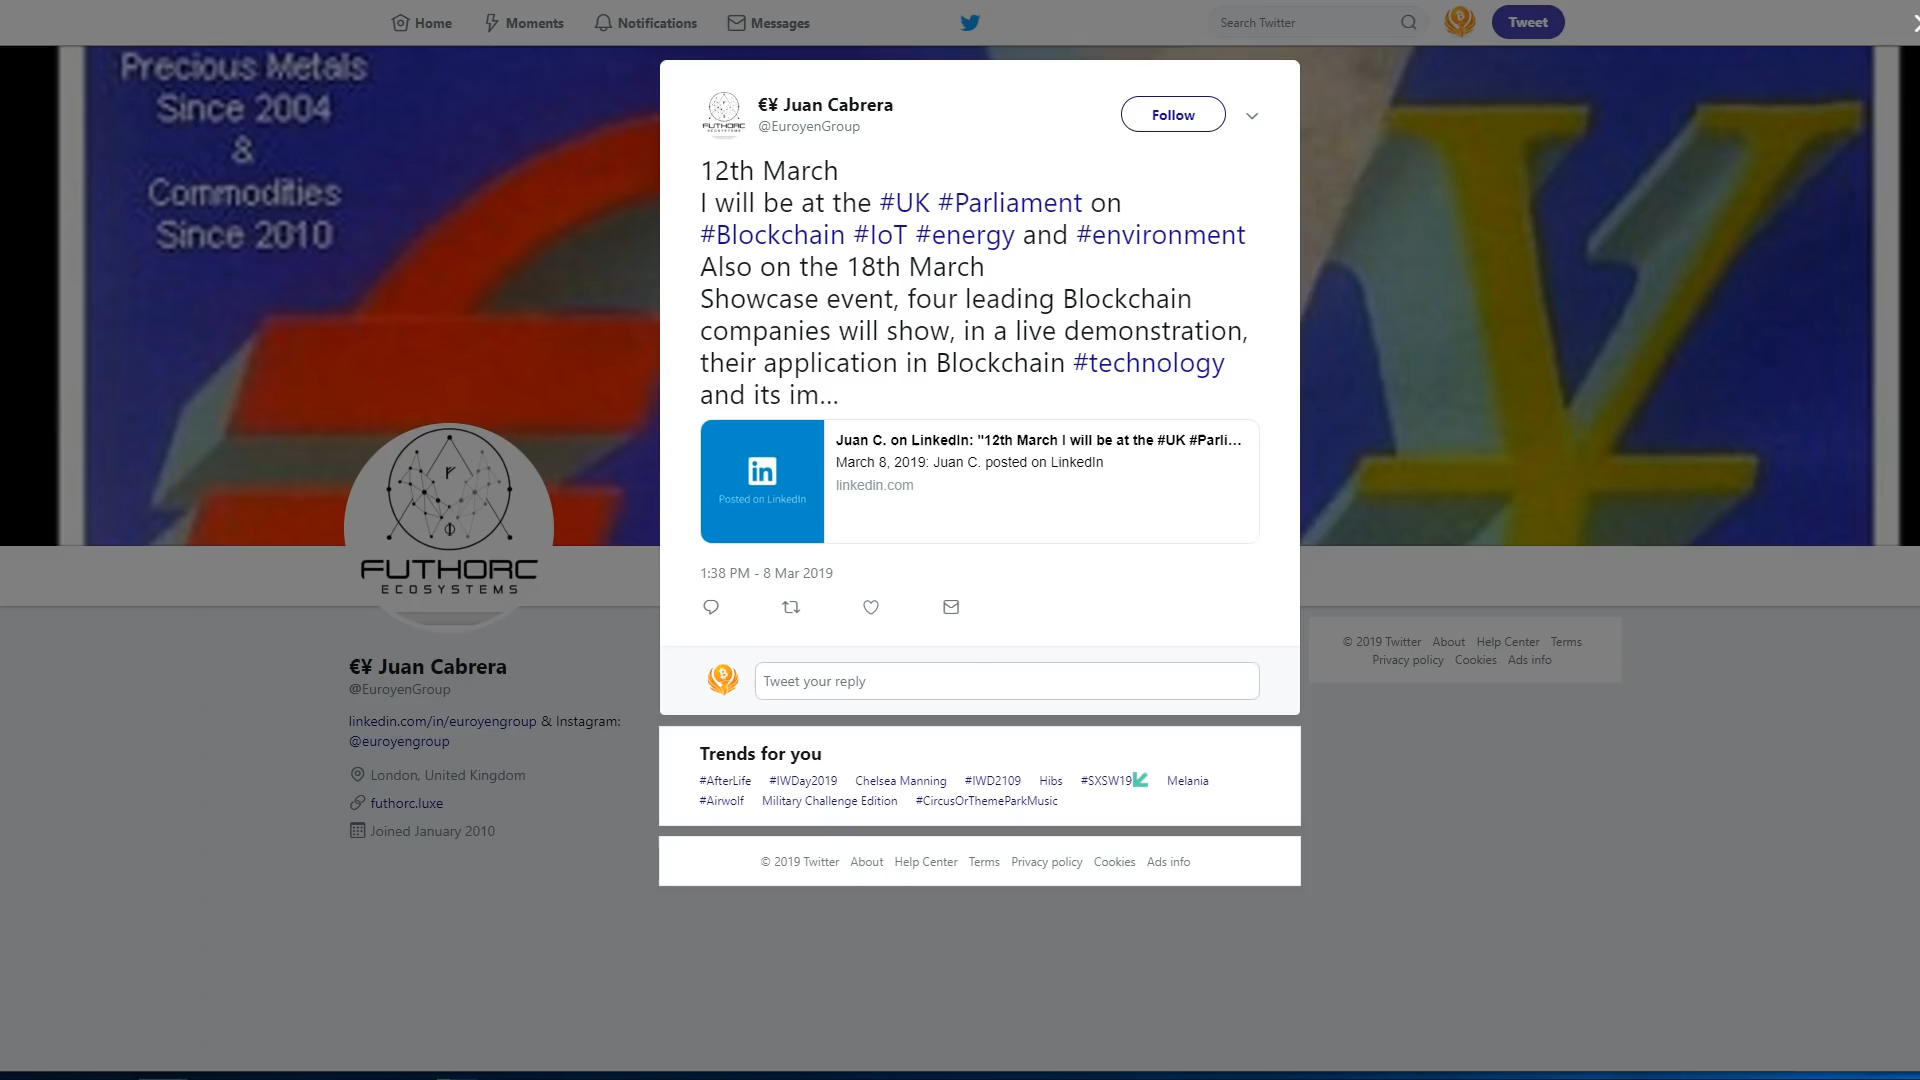 Home Moments Notifications Messages Search Twitter Tweet
Precious Metals
Since 2004
&
Commodities
Since 2010
€¥ Juan Cabrera
@EuroyenGroup
Follow
12th March
I will be at the #UK #Parliament on
#Blockchain #IoT #energy and #environment
Also on the 18th March
Showcase event, four leading Blockchain
companies will show, in a live demonstration,
their application in Blockchain #technology
and its im...
in
Posted on LinkedIn
Juan C. on LinkedIn: "12th March I will be at the #UK #Parli...
March 8, 2019: Juan C. posted on LinkedIn
linkedin.com
1:38 PM - 8 Mar 2019
Tweet your reply
Trends for you
#AfterLife #IWDay2019 Chelsea Manning #IWD2109 Hibs #SXSW19 Melania
#Airwolf Military Challenge Edition #CircusOrThemeParkMusic
© 2019 Twitter About Help Center Terms Privacy policy Cookies Ads info
FUTHORC
ECOSYSTEMS
€¥ Juan Cabrera
@EuroyenGroup
linkedin.com/in/euroyengroup & Instagram:
@euroyengroup
London, United Kingdom
futhorc.luxe
Joined January 2010
© 2019 Twitter About Help Center Terms
Privacy policy Cookies Ads info